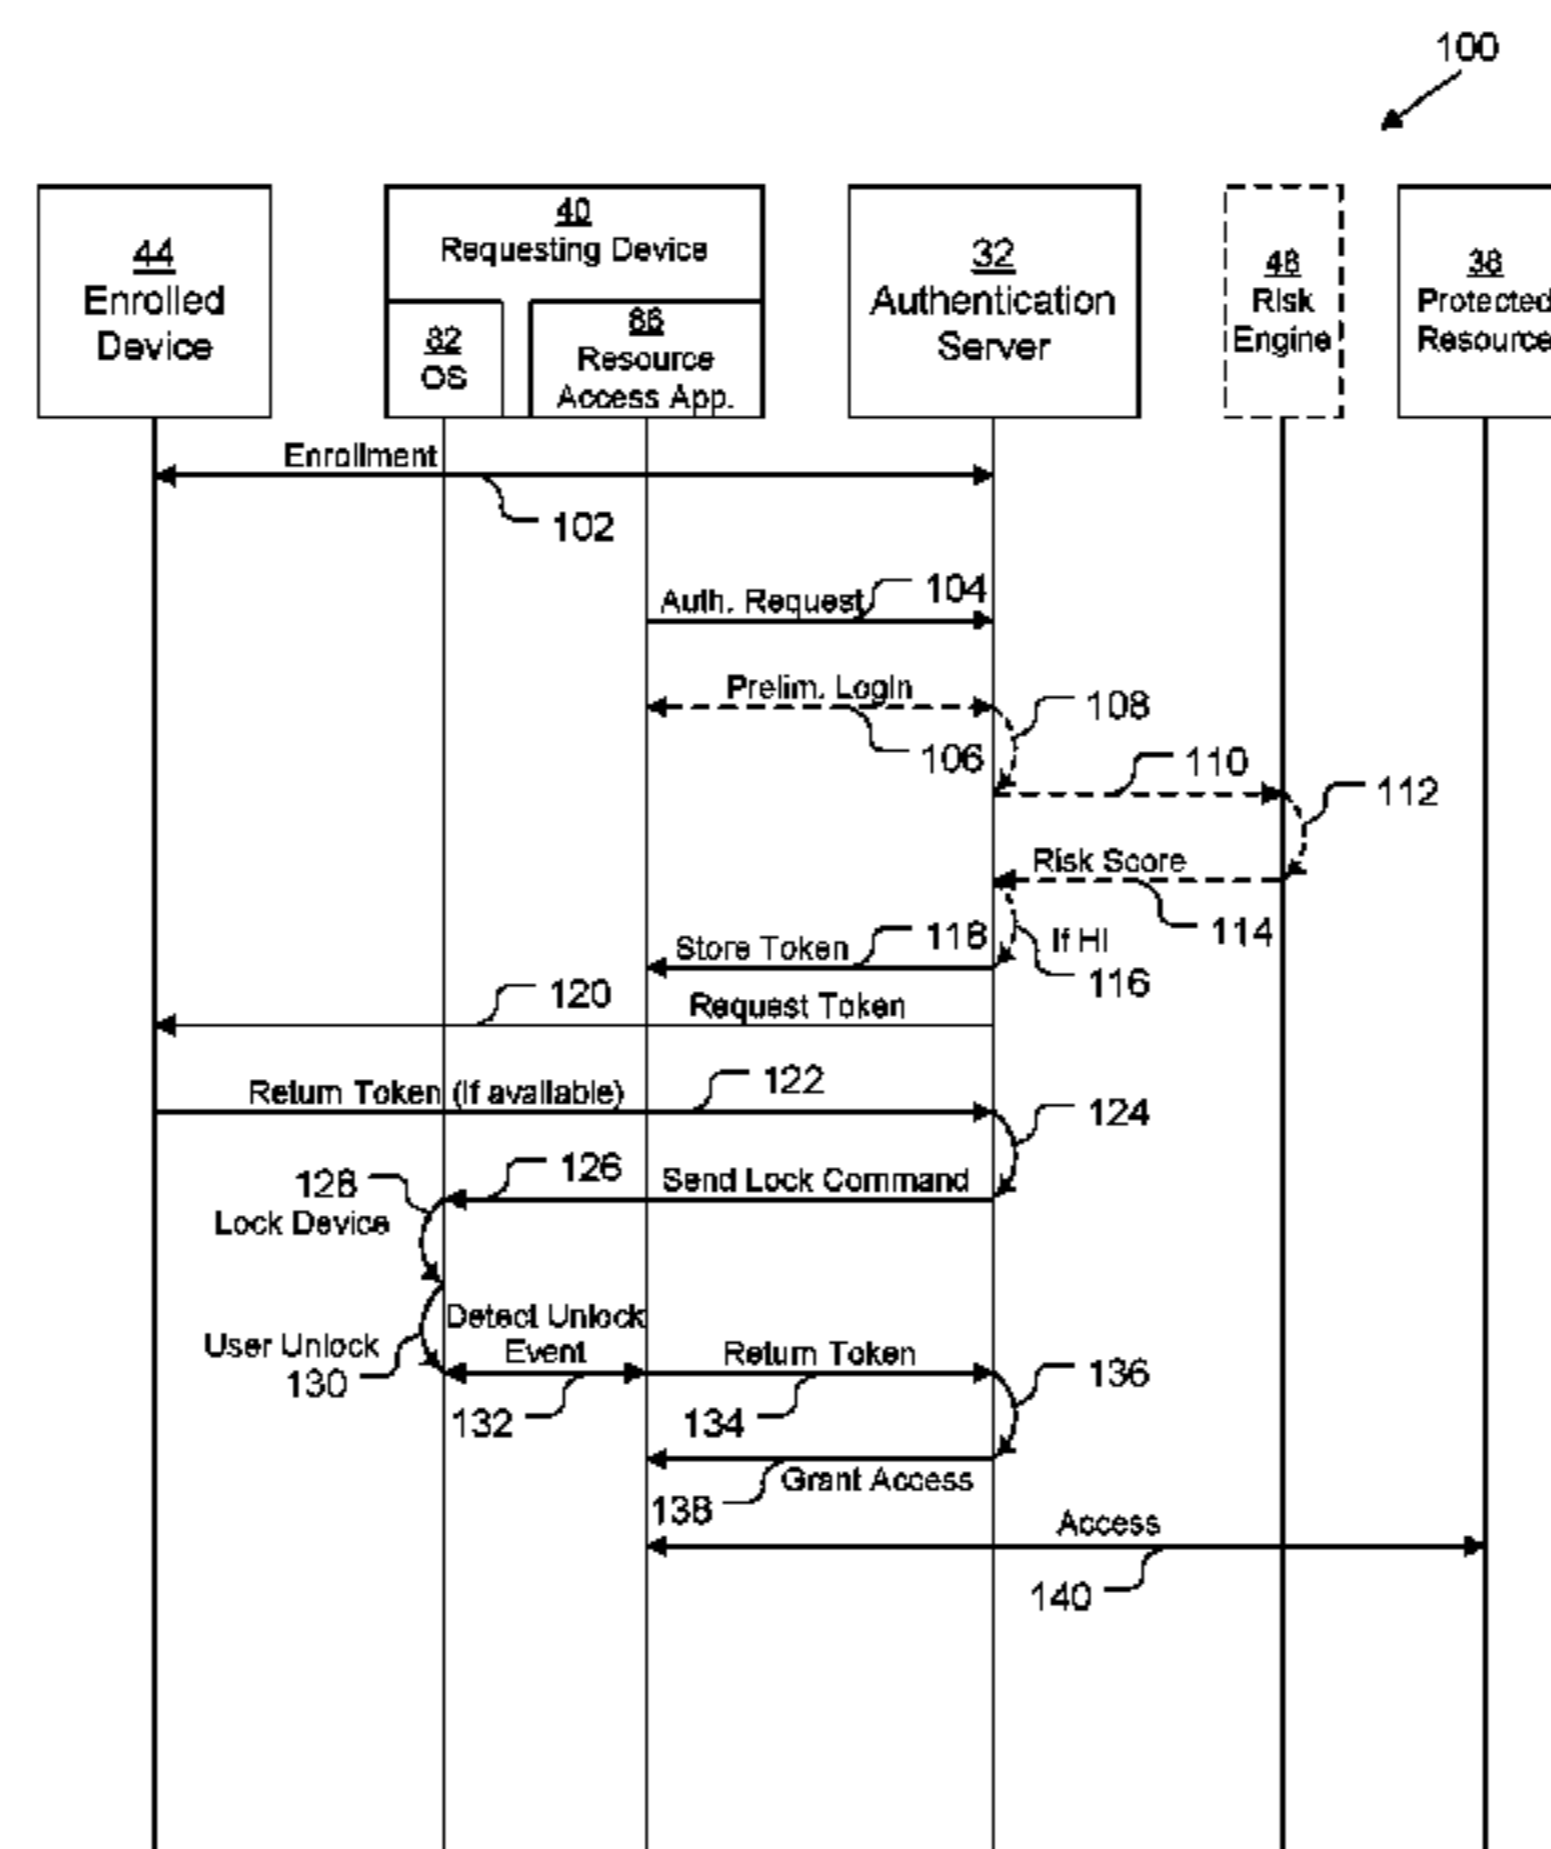 100
44
Enrolled
Device
40
Requesting Device
82
OS
86
Resource
Access App.
32
Authentication
Server
48
Risk
Engine
38
Protected
Resource
Enrollment
102
Auth. Request
104
Prelim. LogIn
106
108
110
112
Risk Score
114
If HI
116
Store Token
118
120
Request Token
Return Token (if available)
122
124
126
Send Lock Command
128
Lock Device
User Unlock
130
Detect Unlock
Event
132
Return Token
134
136
Grant Access
138
Access
140